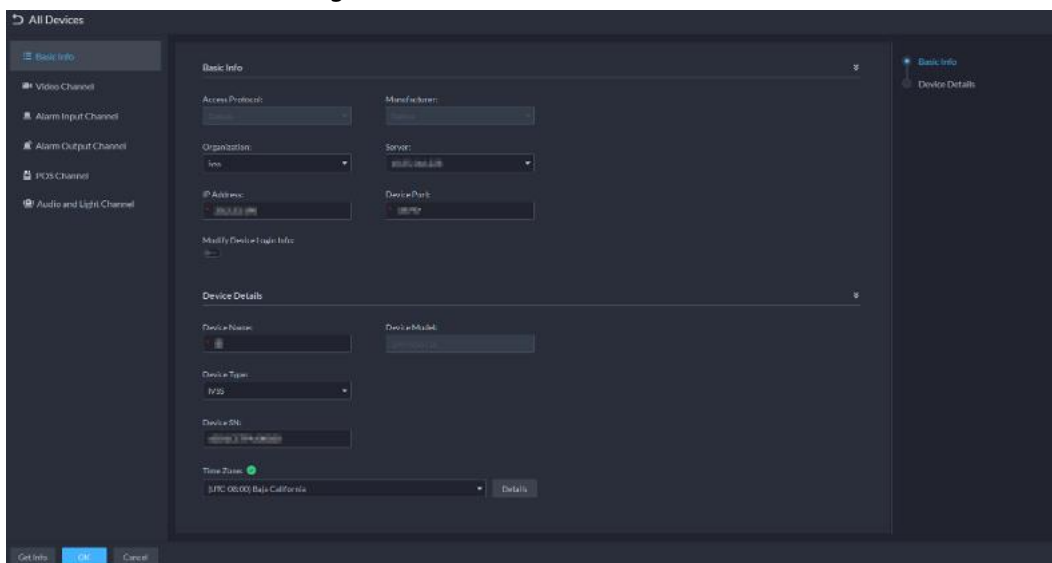 All Devices
Basic Info
Video Channel
Alarm Input Channel
Alarm Output Channel
POS Channel
Audio and Light Channel
Basic Info
Access Protocol:
Manufacturer:
Organization:
Server:
IP Address:
Device Port:
Modify Device Login Info:
Device Details
Device Name:
Device Model:
Device Type:
IVSS
Device SN:
Time Zone:
(UTC-08:00) Baja California
Details
Basic Info
Device Details
Get Info
OK
Cancel